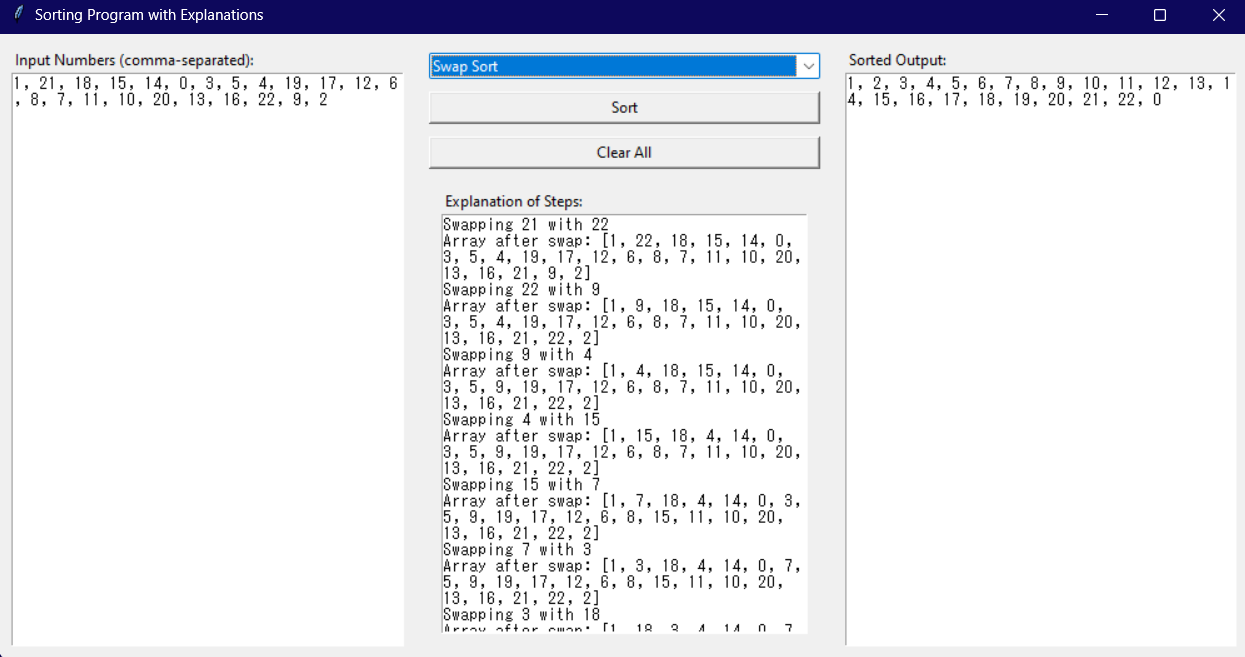 Sorting Program with Explanations
Input Numbers (comma-separated):
1, 21, 18, 15, 14, 0, 3, 5, 4, 19, 17, 12, 6
, 8, 7, 11, 10, 20, 13, 16, 22, 9, 2
Swap Sort
Sort
Clear All
Explanation of Steps:
Swapping 21 with 22
Array after swap: [1, 22, 18, 15, 14, 0,
3, 5, 4, 19, 17, 12, 6, 8, 7, 11, 10, 20,
13, 16, 21, 9, 2]
Swapping 22 with 9
Array after swap: [1, 9, 18, 15, 14, 0,
3, 5, 4, 19, 17, 12, 6, 8, 7, 11, 10, 20,
13, 16, 21, 22, 2]
Swapping 9 with 4
Array after swap: [1, 4, 18, 15, 14, 0,
3, 5, 9, 19, 17, 12, 6, 8, 7, 11, 10, 20,
13, 16, 21, 22, 2]
Swapping 4 with 15
Array after swap: [1, 15, 18, 4, 14, 0,
3, 5, 9, 19, 17, 12, 6, 8, 7, 11, 10, 20,
13, 16, 21, 22, 2]
Swapping 15 with 7
Array after swap: [1, 7, 18, 4, 14, 0, 3,
5, 9, 19, 17, 12, 6, 8, 15, 11, 10, 20,
13, 16, 21, 22, 2]
Swapping 7 with 3
Array after swap: [1, 3, 18, 4, 14, 0, 7,
5, 9, 19, 17, 12, 6, 8, 15, 11, 10, 20,
13, 16, 21, 22, 2]
Swapping 3 with 18
Array after swap: [1, 18, 3, 4, 14, 0, 7,
Sorted Output:
1, 2, 3, 4, 5, 6, 7, 8, 9, 10, 11, 12, 13, 1
4, 15, 16, 17, 18, 19, 20, 21, 22, 0